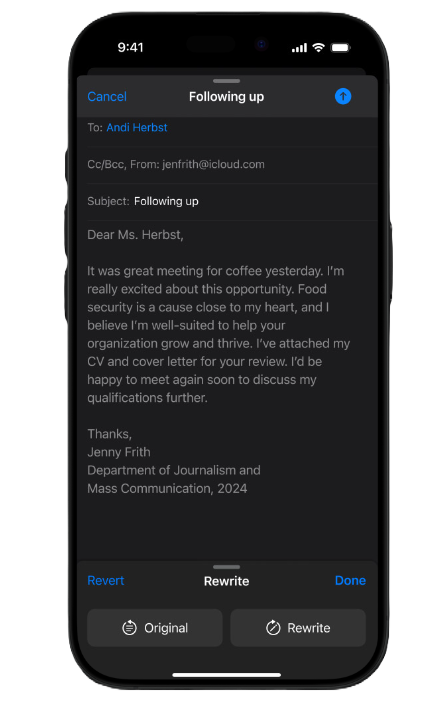 9:41
Cancel
Following up
To: Andi Herbst
Cc/Bcc, From: jenfrith@icloud.com
Subject: Following up
Dear Ms. Herbst,
It was great meeting for coffee yesterday. I'm
really excited about this opportunity. Food
security is a cause close to my heart, and I
believe I'm well-suited to help your
organization grow and thrive. I've attached my
CV and cover letter for your review. I'd be
happy to meet again soon to discuss my
qualifications further.
Thanks,
Jenny Frith
Department of Journalism and
Mass Communication, 2024
Revert
Rewrite
Done
Original
Rewrite